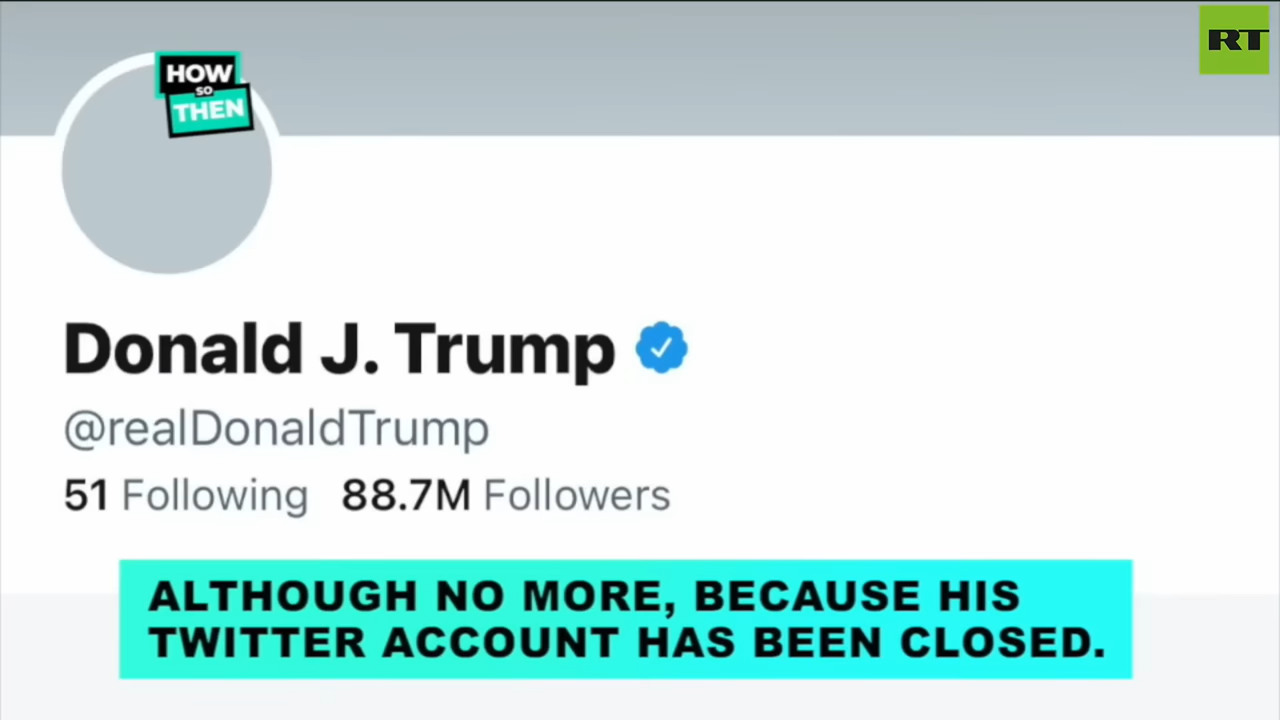 RT
HOW
SO
THEN
Donald J. Trump
@realDonaldTrump
51 Following 88.7M Followers
ALTHOUGH NO MORE, BECAUSE HIS
TWITTER ACCOUNT HAS BEEN CLOSED.